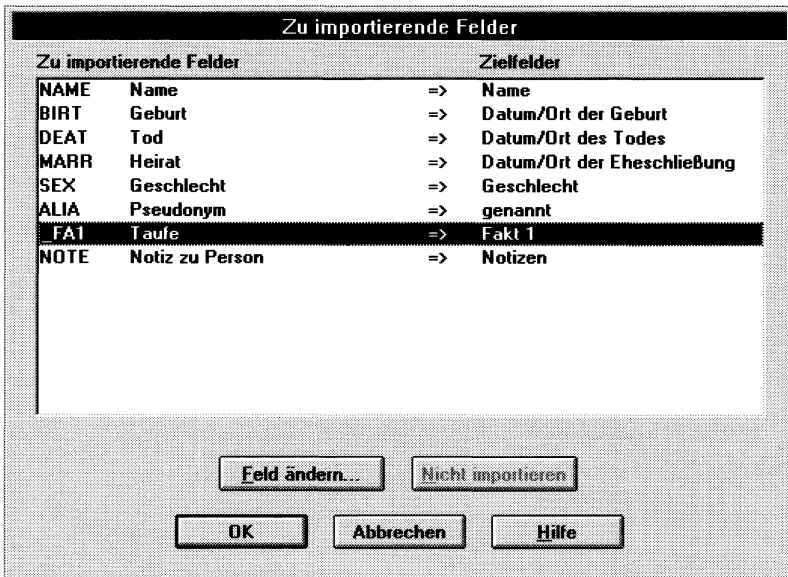 Zu importierende Felder
Zu importierende Felder Zielfelder
NAME Name => Name
BIRT Geburt => Datum/Ort der Geburt
DEAT Tod => Datum/Ort des Todes
MARR Heirat => Datum/Ort der Eheschließung
SEX Geschlecht => Geschlecht
ALIA Pseudonym => genannt
_FA1 Taufe => Fakt 1
NOTE Notiz zu Person => Notizen
Feld ändern... Nicht importieren
OK Abbrechen Hilfe